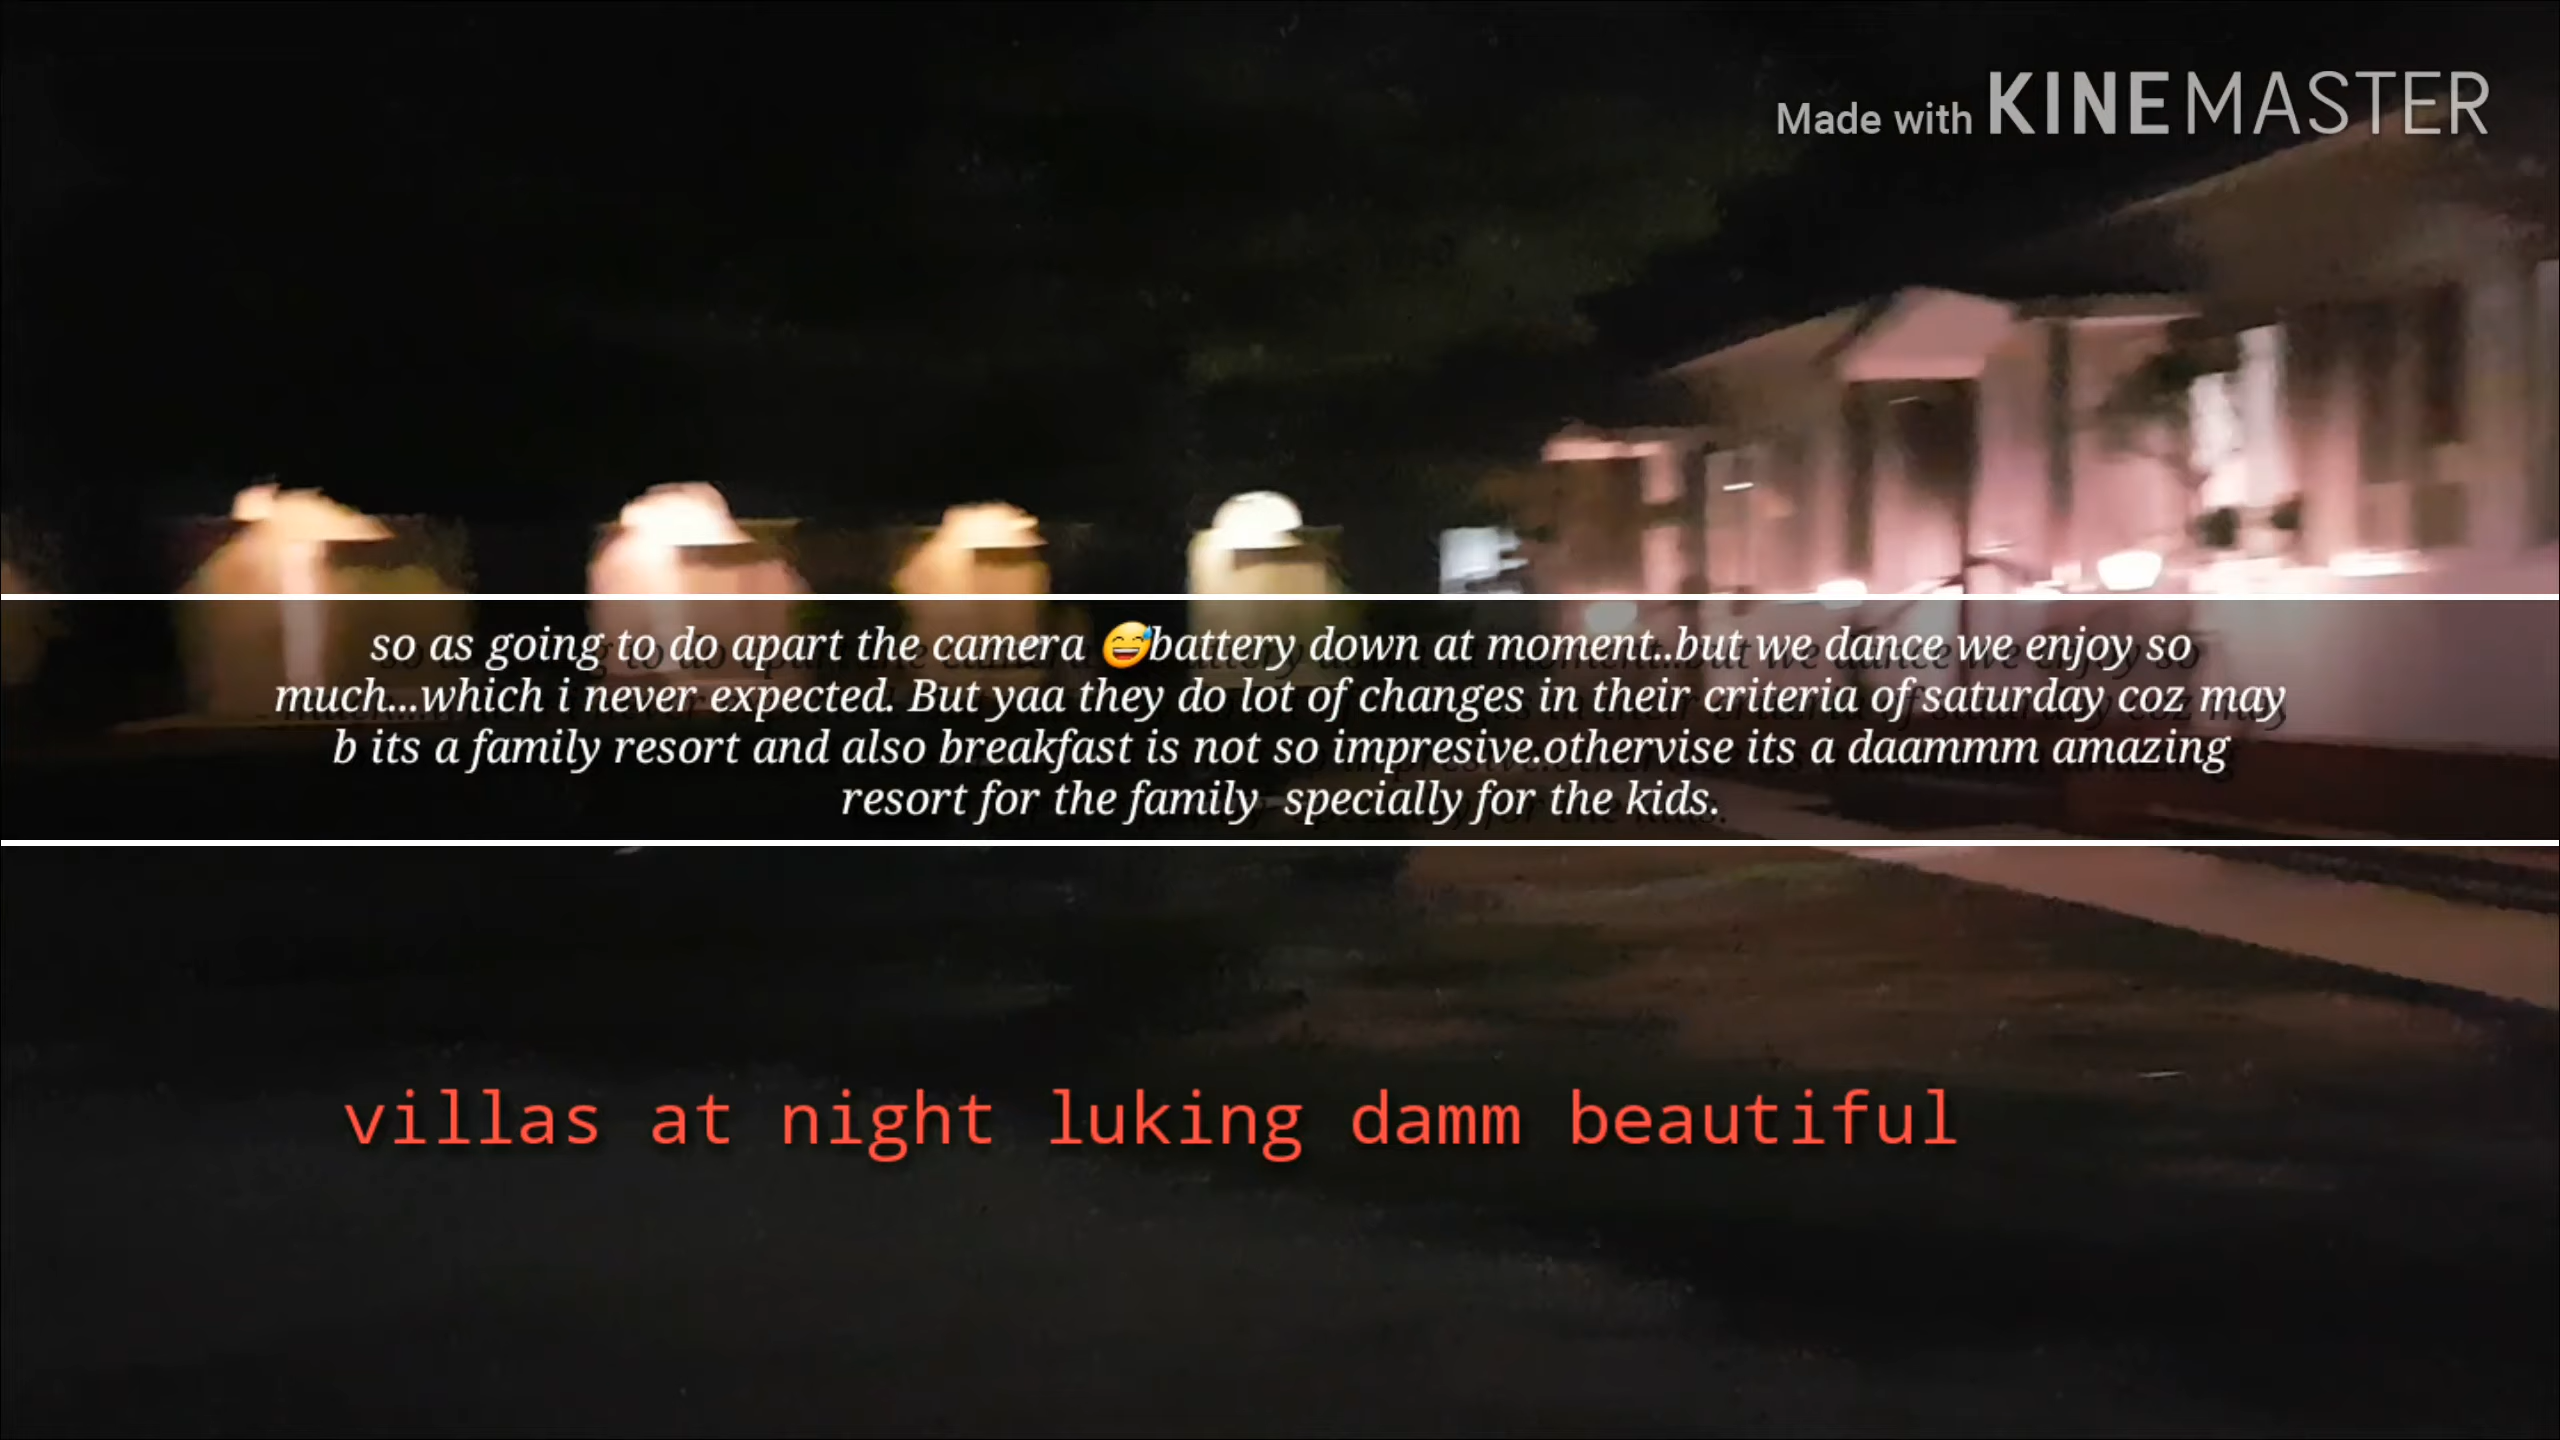 Made with KINEMASTER
so as going to do apart the camera 😅battery down at moment..but we dance we enjoy so
much...which i never expected. But yaa they do lot of changes in their criteria of saturday coz may
b its a family resort and also breakfast is not so impresive.othervise its a daammm amazing
resort for the family specially for the kids.
villas at night luking damm beautiful